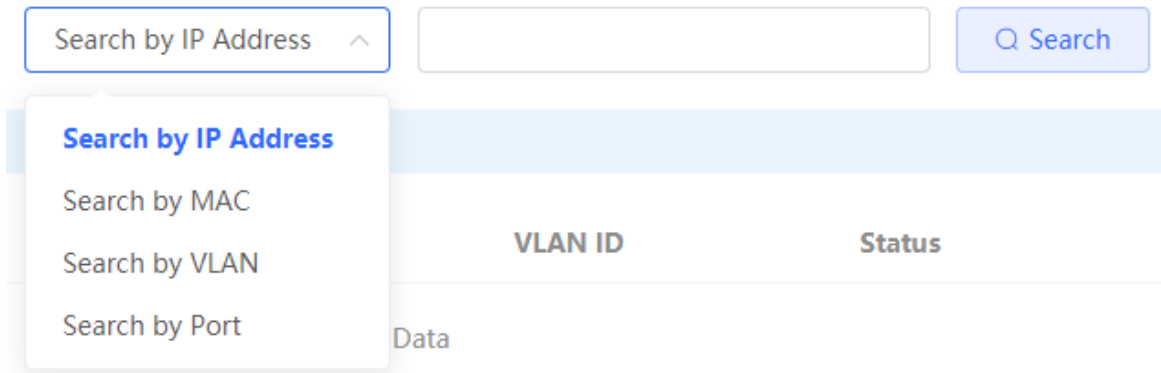 Search by IP Address
Search
Search by IP Address
Search by MAC
VLAN ID Status
Search by VLAN
Search by Port
Data